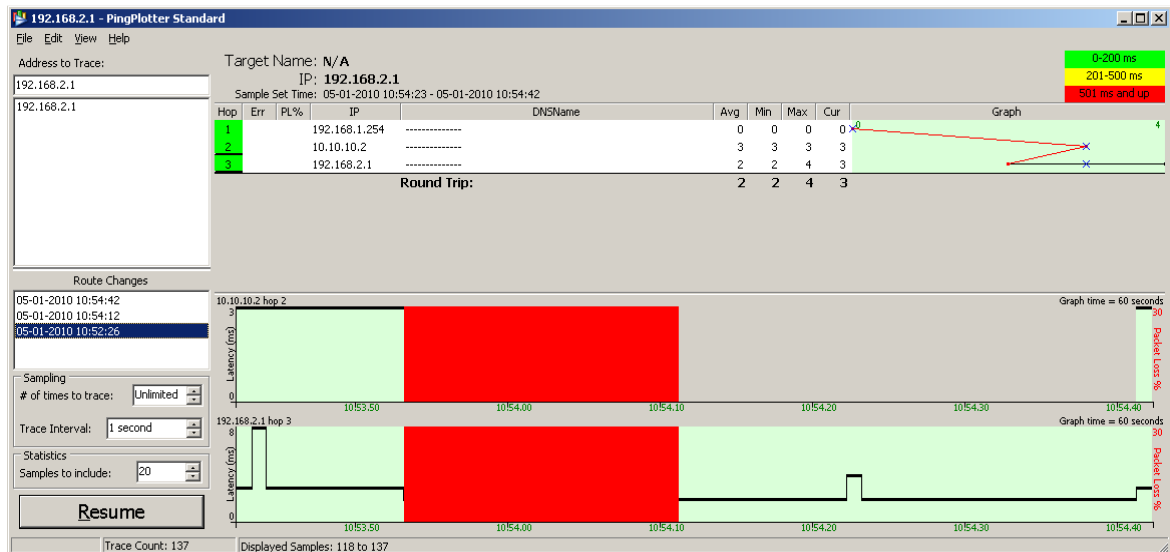 192.168.2.1 - PingPlotter Standard
File Edit View Help
Address to Trace:
192.168.2.1
192.168.2.1
Target Name: N/A
IP: 192.168.2.1
Sample Set Time: 05-01-2010 10:54:23 - 05-01-2010 10:54:42
0-200 ms
201-500 ms
501 ms and up
Hop Err PL% IP DNSName Avg Min Max Cur Graph
1 192.168.1.254 ------------- 0 0 0 0 0 4
2 10.10.10.2 ------------- 3 3 3 3
3 192.168.2.1 ------------- 2 2 4 3
Round Trip: 2 2 4 3
Route Changes
05-01-2010 10:54:42
05-01-2010 10:54:12
05-01-2010 10:52:26
Sampling
# of times to trace: Unlimited
Trace Interval: 1 second
Statistics
Samples to include: 20
Resume
10.10.10.2 hop 2 Graph time = 60 seconds
3 30
Latency (ms)
Packet Loss %
0
10:53.50 10:54.00 10:54.10 10:54.20 10:54.30 10:54.40
192.168.2.1 hop 3 Graph time = 60 seconds
8 30
Latency (ms)
Packet Loss %
0
10:53.50 10:54.00 10:54.10 10:54.20 10:54.30 10:54.40
Trace Count: 137 Displayed Samples: 118 to 137